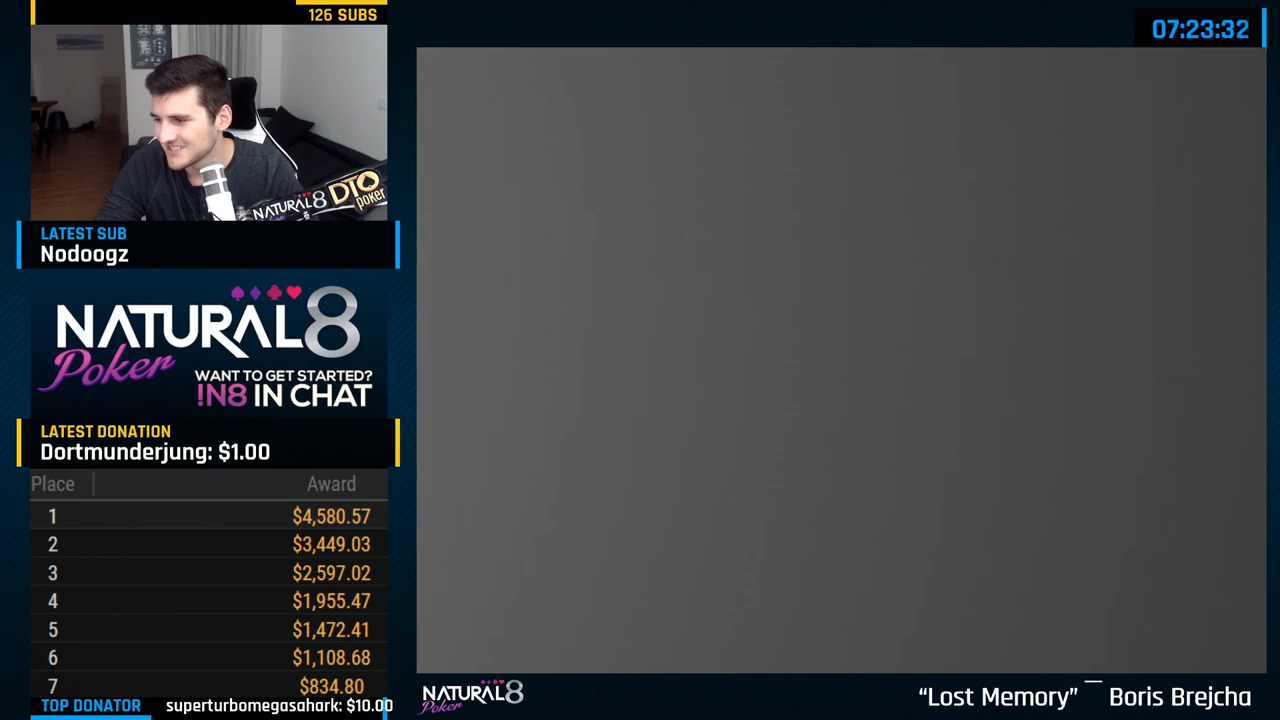 126 SUBS
07:23:32
NATURAL8
DTO
poker
LATEST SUB
Nodoogz
NATURAL8
Poker
WANT TO GET STARTED?
!N8 IN CHAT
LATEST DONATION
Dortmunderjung: $1.00
Place Award
1 $4,580.57
2 $3,449.03
3 $2,597.02
4 $1,955.47
5 $1,472.41
6 $1,108.68
7 $834.80
TOP DONATOR superturbomegasahark: $10.00
NATURAL8
Poker
“Lost Memory” — Boris Brejcha